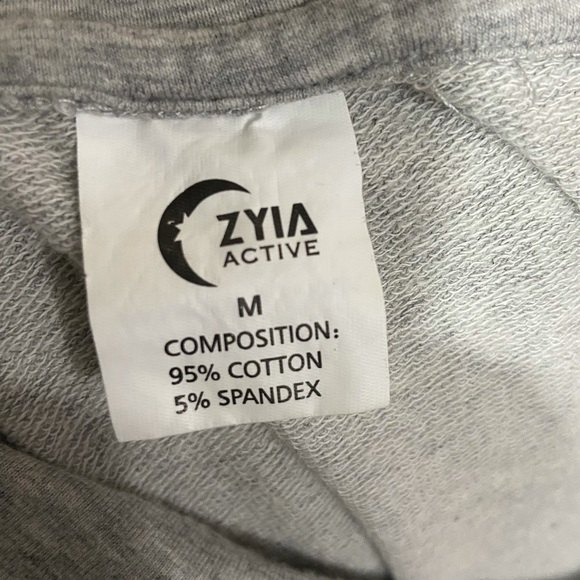 ZYIA
ACTIVE
M
COMPOSITION:
95% COTTON
5% SPANDEX